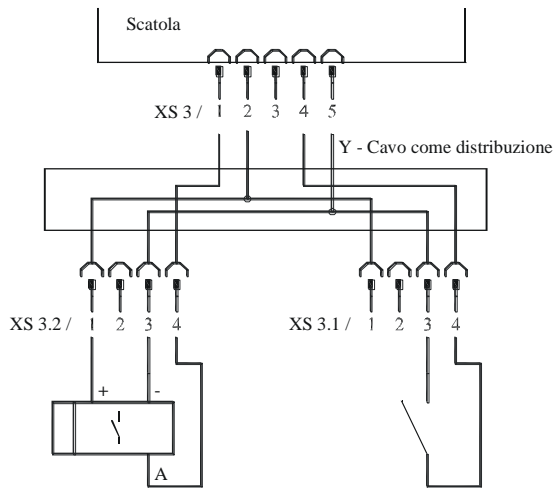 Scatola
XS 3 / 1 2 3 4 5
Y - Cavo come distribuzione
XS 3.2 / 1 2 3 4 XS 3.1 / 1 2 3 4
+ -
A